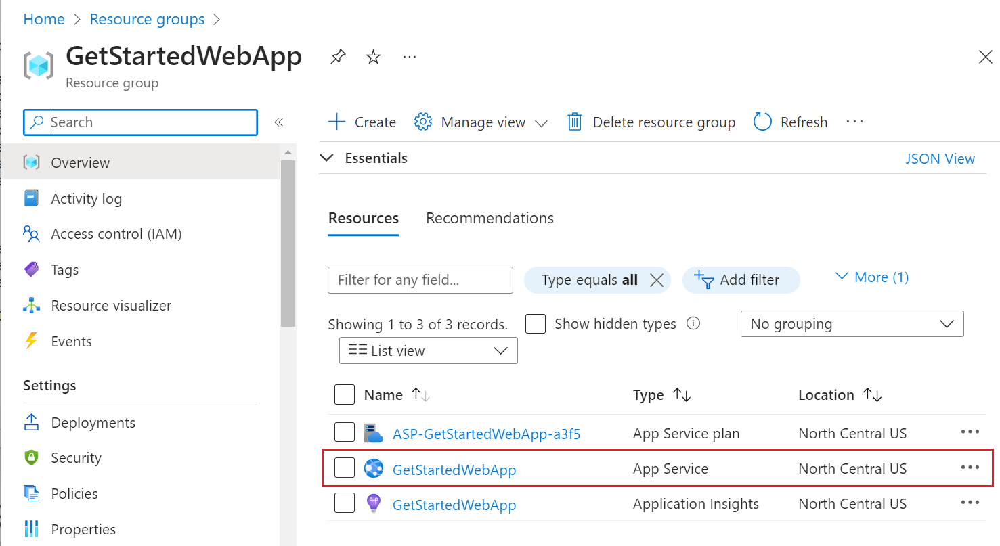 Home > Resource groups >
GetStartedWebApp
Resource group
Search
Overview
Activity log
Access control (IAM)
Tags
Resource visualizer
Events
Settings
Deployments
Security
Policies
Properties
Create Manage view Delete resource group Refresh
Essentials JSON View
Resources Recommendations
Filter for any field... Type equals all Add filter More (1)
Showing 1 to 3 of 3 records. Show hidden types No grouping
List view
Name Type Location
ASP-GetStartedWebApp-a3f5 App Service plan North Central US
GetStartedWebApp App Service North Central US
GetStartedWebApp Application Insights North Central US